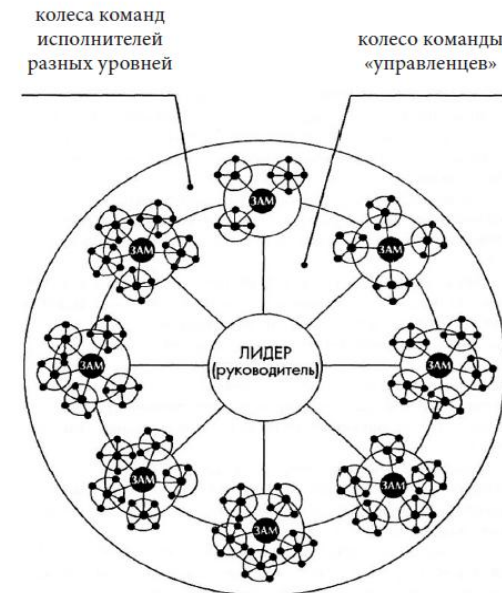 колеса команд
исполнителей
разных уровней
колесо команды
«управленцев»
ЗАМ
ЗАМ
ЗАМ
ЗАМ
ЛИДЕР
(руководитель)
ЗАМ
ЗАМ
ЗАМ
ЗАМ